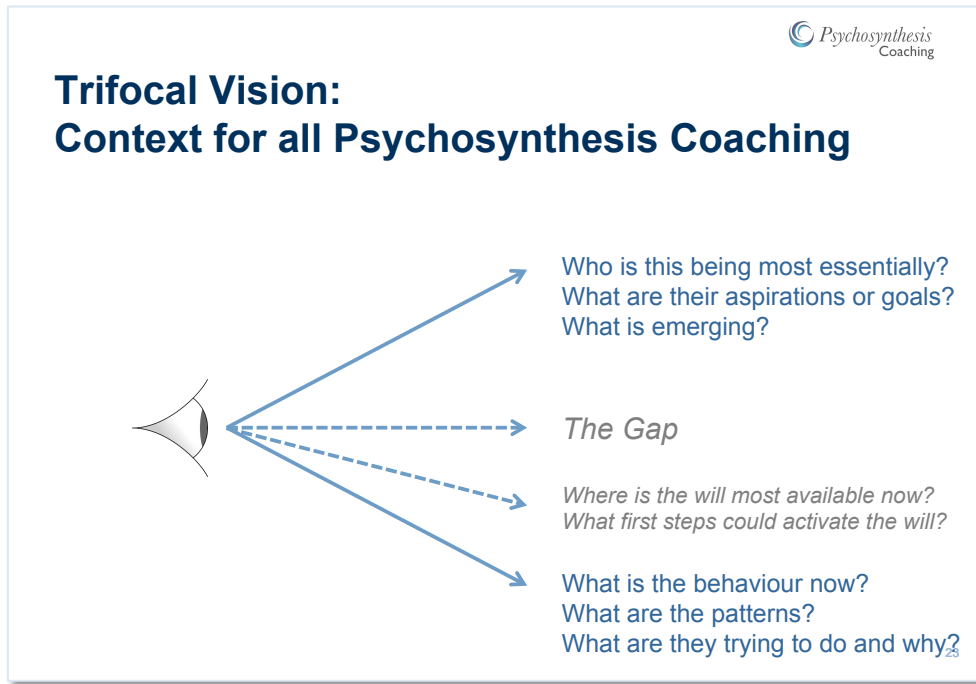 Psychosynthesis
Coaching
Trifocal Vision:
Context for all Psychosynthesis Coaching
Who is this being most essentially?
What are their aspirations or goals?
What is emerging?
The Gap
Where is the will most available now?
What first steps could activate the will?
What is the behaviour now?
What are the patterns?
What are they trying to do and why?
23